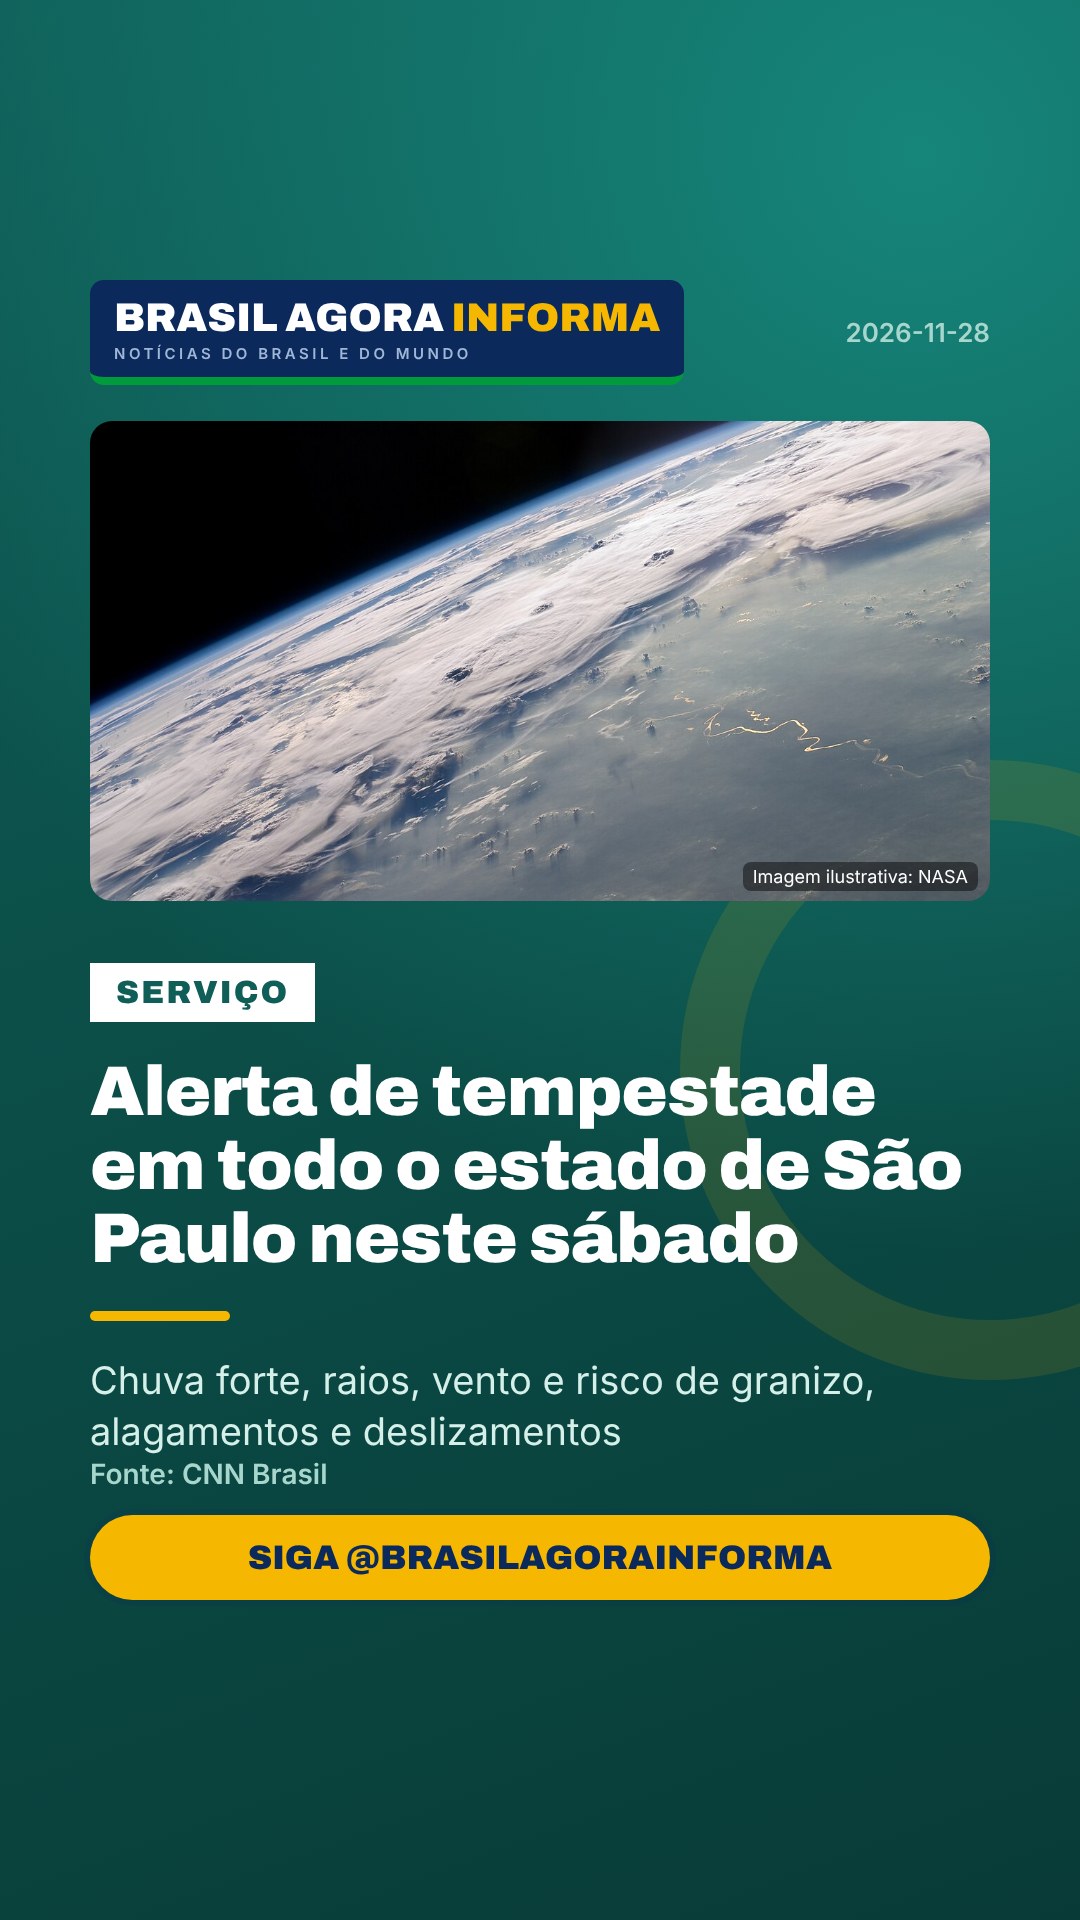 BRASIL AGORA INFORMA
NOTÍCIAS DO BRASIL E DO MUNDO
2026-11-28
Imagem ilustrativa: NASA
SERVIÇO
Alerta de tempestade
em todo o estado de São
Paulo neste sábado
Chuva forte, raios, vento e risco de granizo,
alagamentos e deslizamentos
Fonte: CNN Brasil
SIGA @BRASILAGORAINFORMA